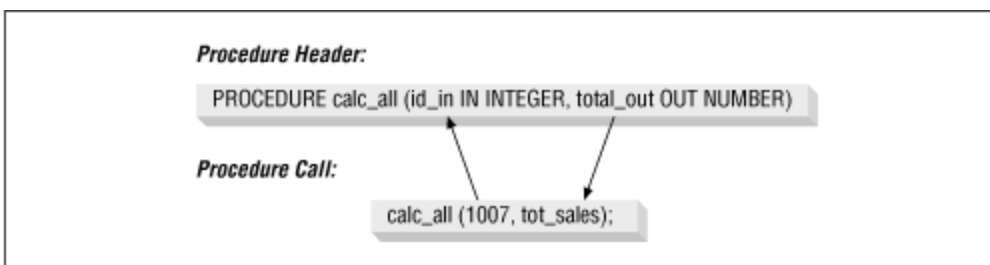 Procedure Header:
PROCEDURE calc_all (id_in IN INTEGER, total_out OUT NUMBER)
Procedure Call:
calc_all (1007, tot_sales);